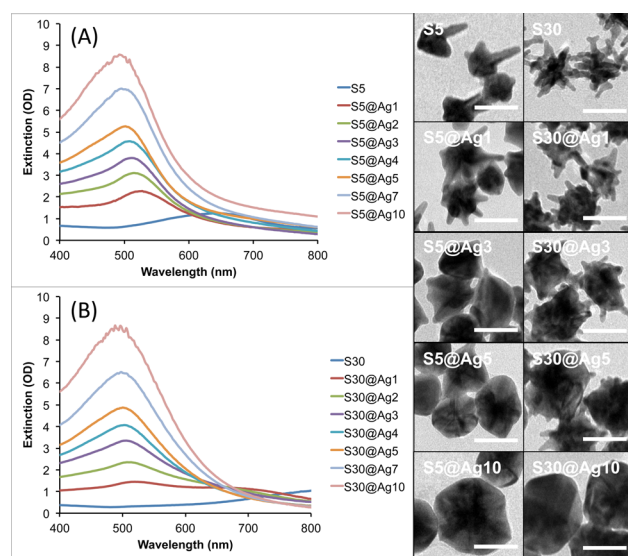 (A)
Extinction (OD)
10
9
8
7
6
5
4
3
2
1
0
400 500 600 700 800
Wavelength (nm)
S5
S5@Ag1
S5@Ag2
S5@Ag3
S5@Ag4
S5@Ag5
S5@Ag7
S5@Ag10
(B)
Extinction (OD)
10
9
8
7
6
5
4
3
2
1
0
400 500 600 700 800
Wavelength (nm)
S30
S30@Ag1
S30@Ag2
S30@Ag3
S30@Ag4
S30@Ag5
S30@Ag7
S30@Ag10
S5 S30
S5@Ag1 S30@Ag1
S5@Ag3 S30@Ag3
S5@Ag5 S30@Ag5
S5@Ag10 S30@Ag10